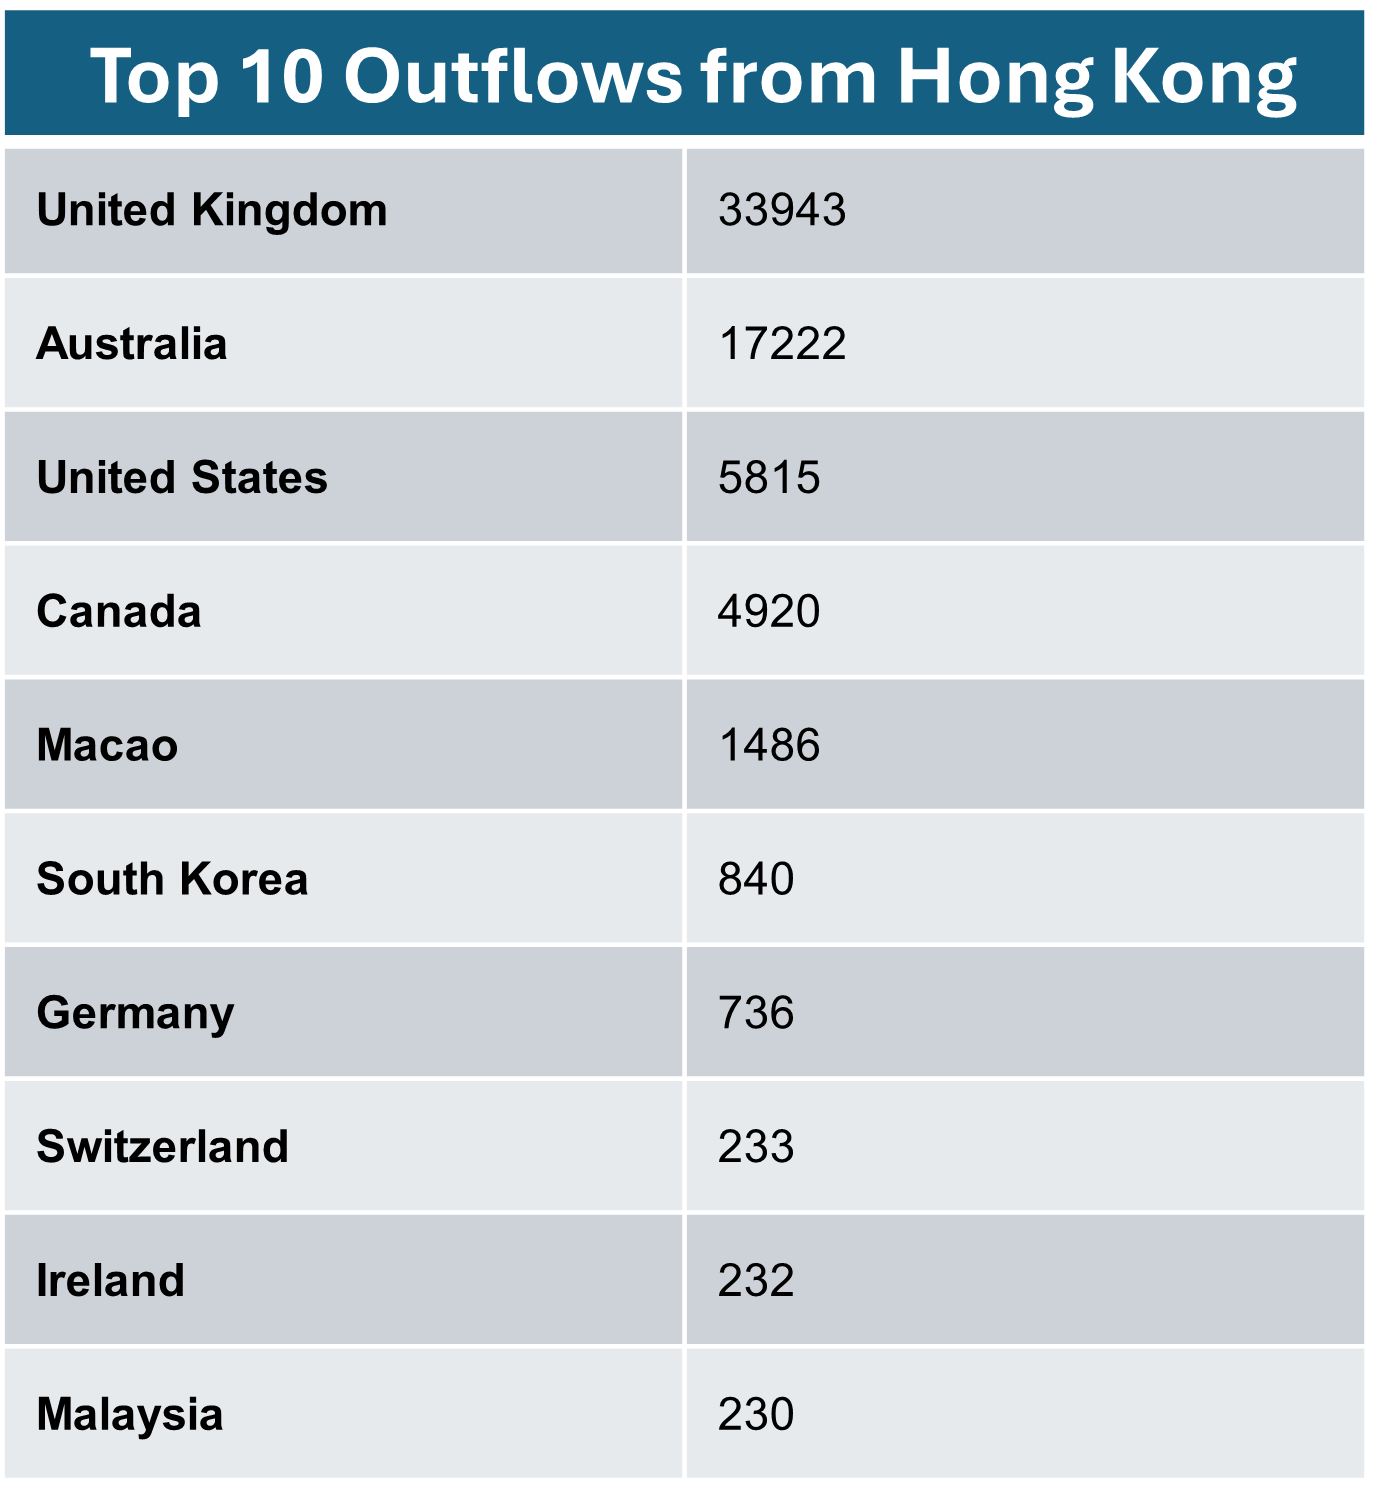 Top 10 Outflows from Hong Kong
United Kingdom 33943
Australia 17222
United States 5815
Canada 4920
Macao 1486
South Korea 840
Germany 736
Switzerland 233
Ireland 232
Malaysia 230